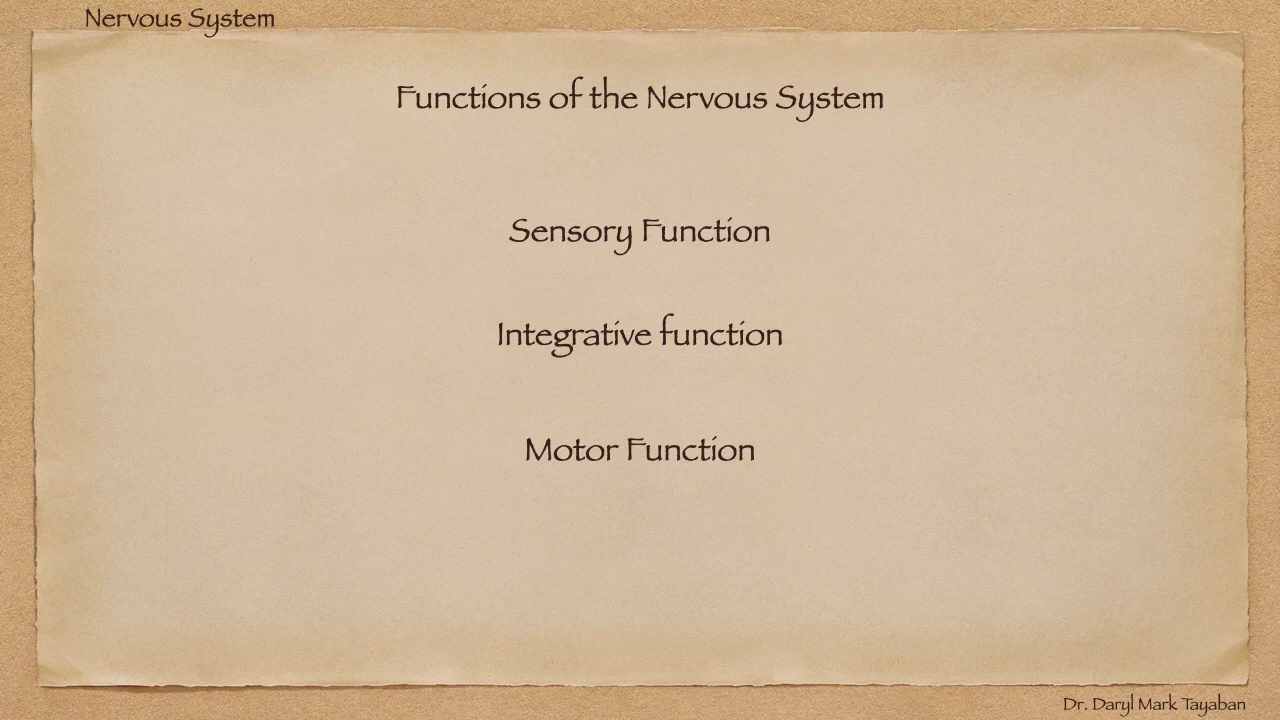 Nervous System
Functions of the Nervous System
Sensory Function
Integrative function
Motor Function
Dr. Daryl Mark Tayaban